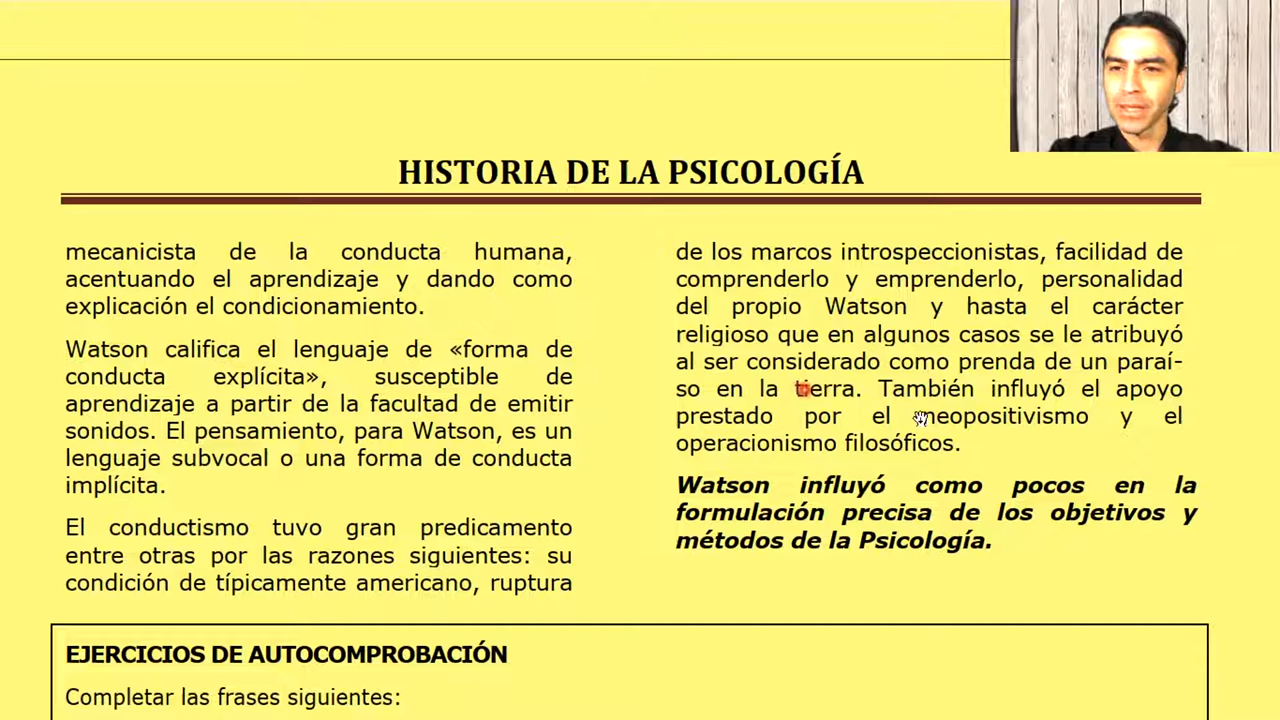 HISTORIA DE LA PSICOLOGÍA
mecanicista de la conducta humana,
acentuando el aprendizaje y dando como
explicación el condicionamiento.
Watson califica el lenguaje de «forma de
conducta explícita», susceptible de
aprendizaje a partir de la facultad de emitir
sonidos. El pensamiento, para Watson, es un
lenguaje subvocal o una forma de conducta
implícita.
El conductismo tuvo gran predicamento
entre otras por las razones siguientes: su
condición de típicamente americano, ruptura
de los marcos introspeccionistas, facilidad de
comprenderlo y emprenderlo, personalidad
del propio Watson y hasta el carácter
religioso que en algunos casos se le atribuyó
al ser considerado como prenda de un paraí-
so en la tierra. También influyó el apoyo
prestado por el neopositivismo y el
operacionismo filosóficos.
Watson influyó como pocos en la
formulación precisa de los objetivos y
métodos de la Psicología.
EJERCICIOS DE AUTOCOMPROBACIÓN
Completar las frases siguientes: